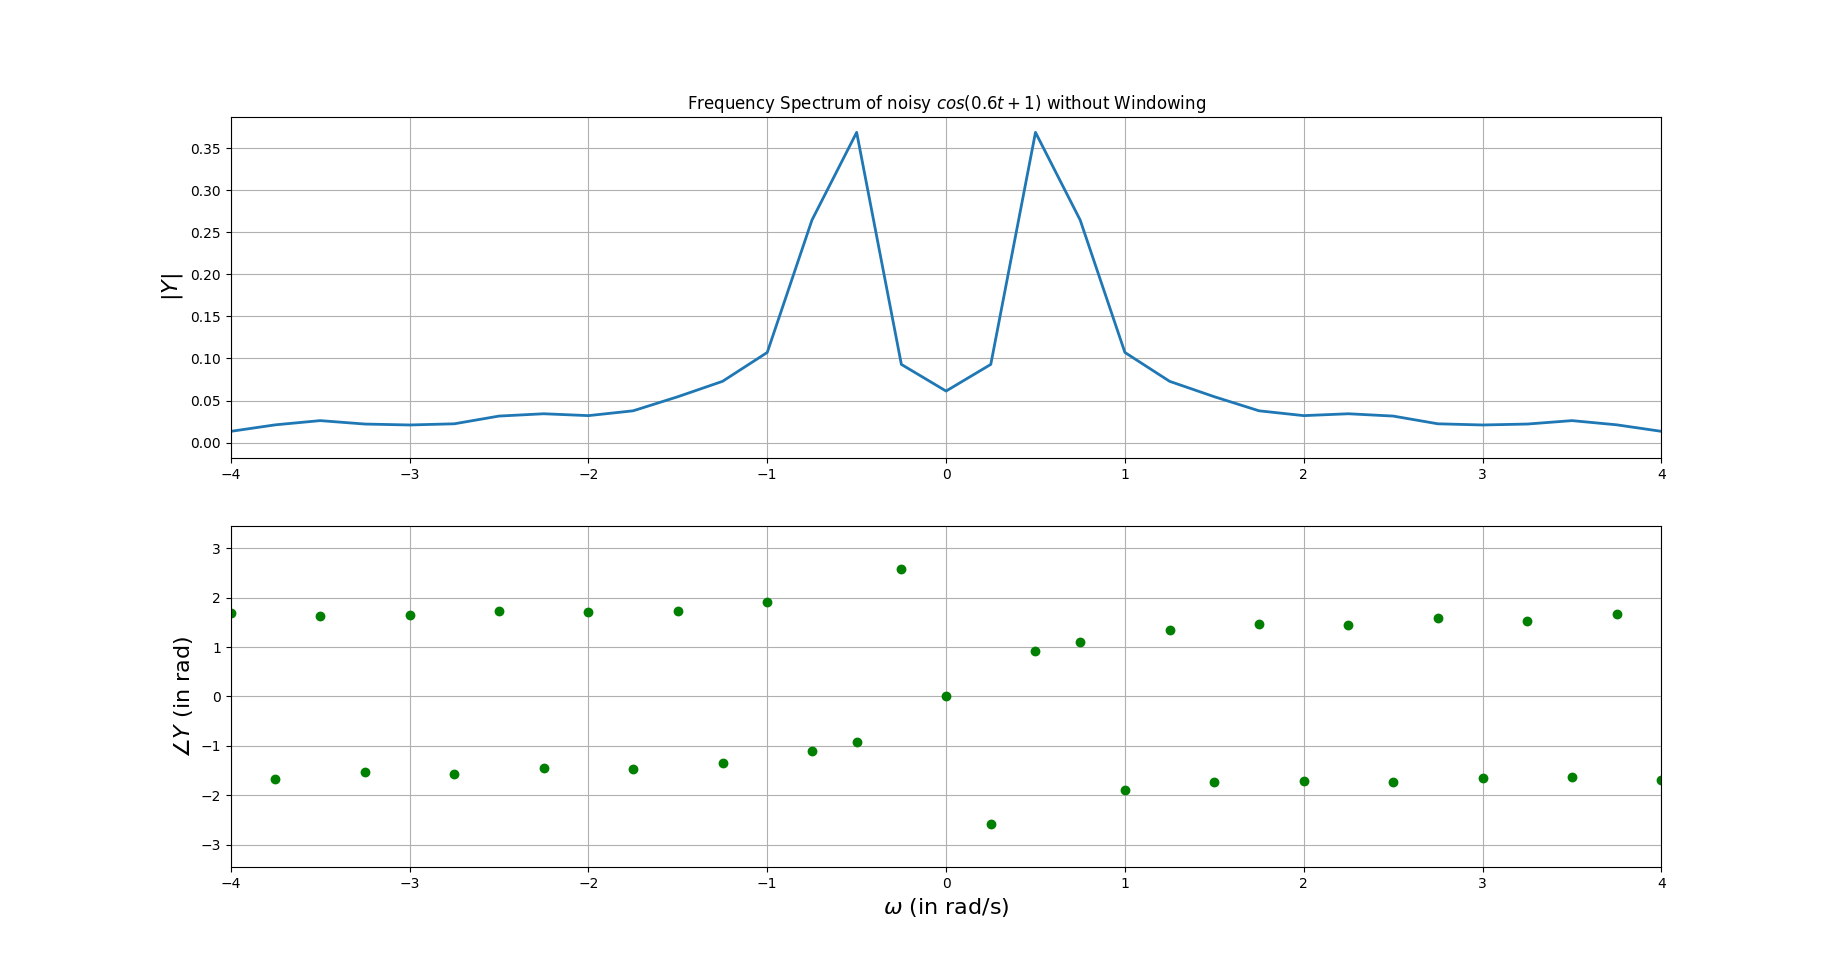 Frequency Spectrum of noisy cos(0.6t + 1) without Windowing
|Y|
0.35
0.30
0.25
0.20
0.15
0.10
0.05
0.00
−4 −3 −2 −1 0 1 2 3 4
∠Y (in rad)
3
2
1
0
−1
−2
−3
−4 −3 −2 −1 0 1 2 3 4
ω (in rad/s)